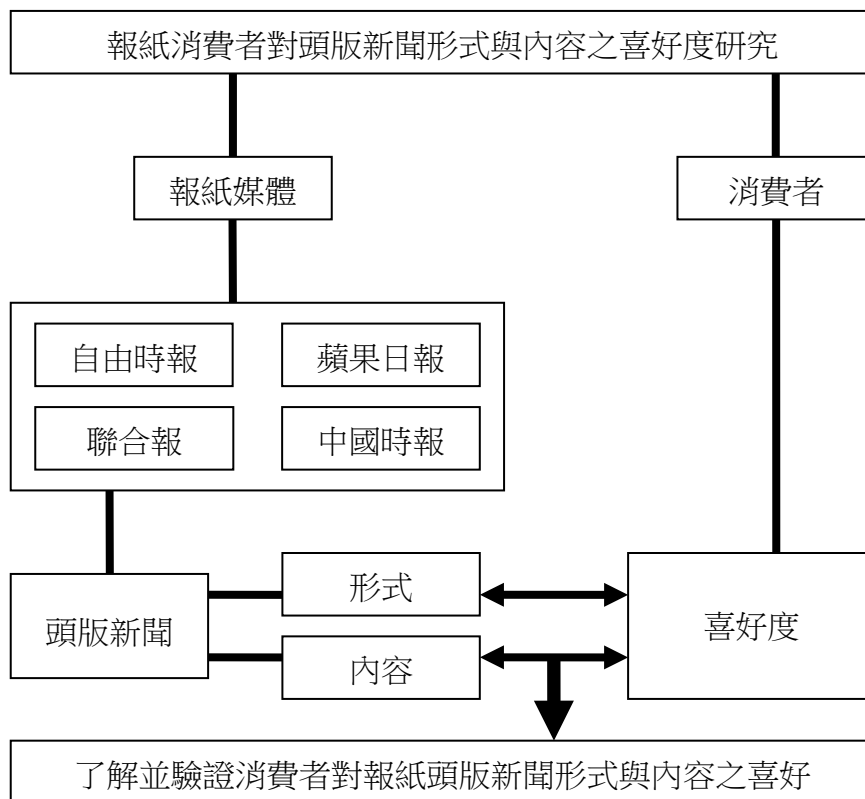 報紙消費者對頭版新聞形式與內容之喜好度研究
報紙媒體
消費者
自由時報
蘋果日報
聯合報
中國時報
形式
頭版新聞
喜好度
內容
了解並驗證消費者對報紙頭版新聞形式與內容之喜好